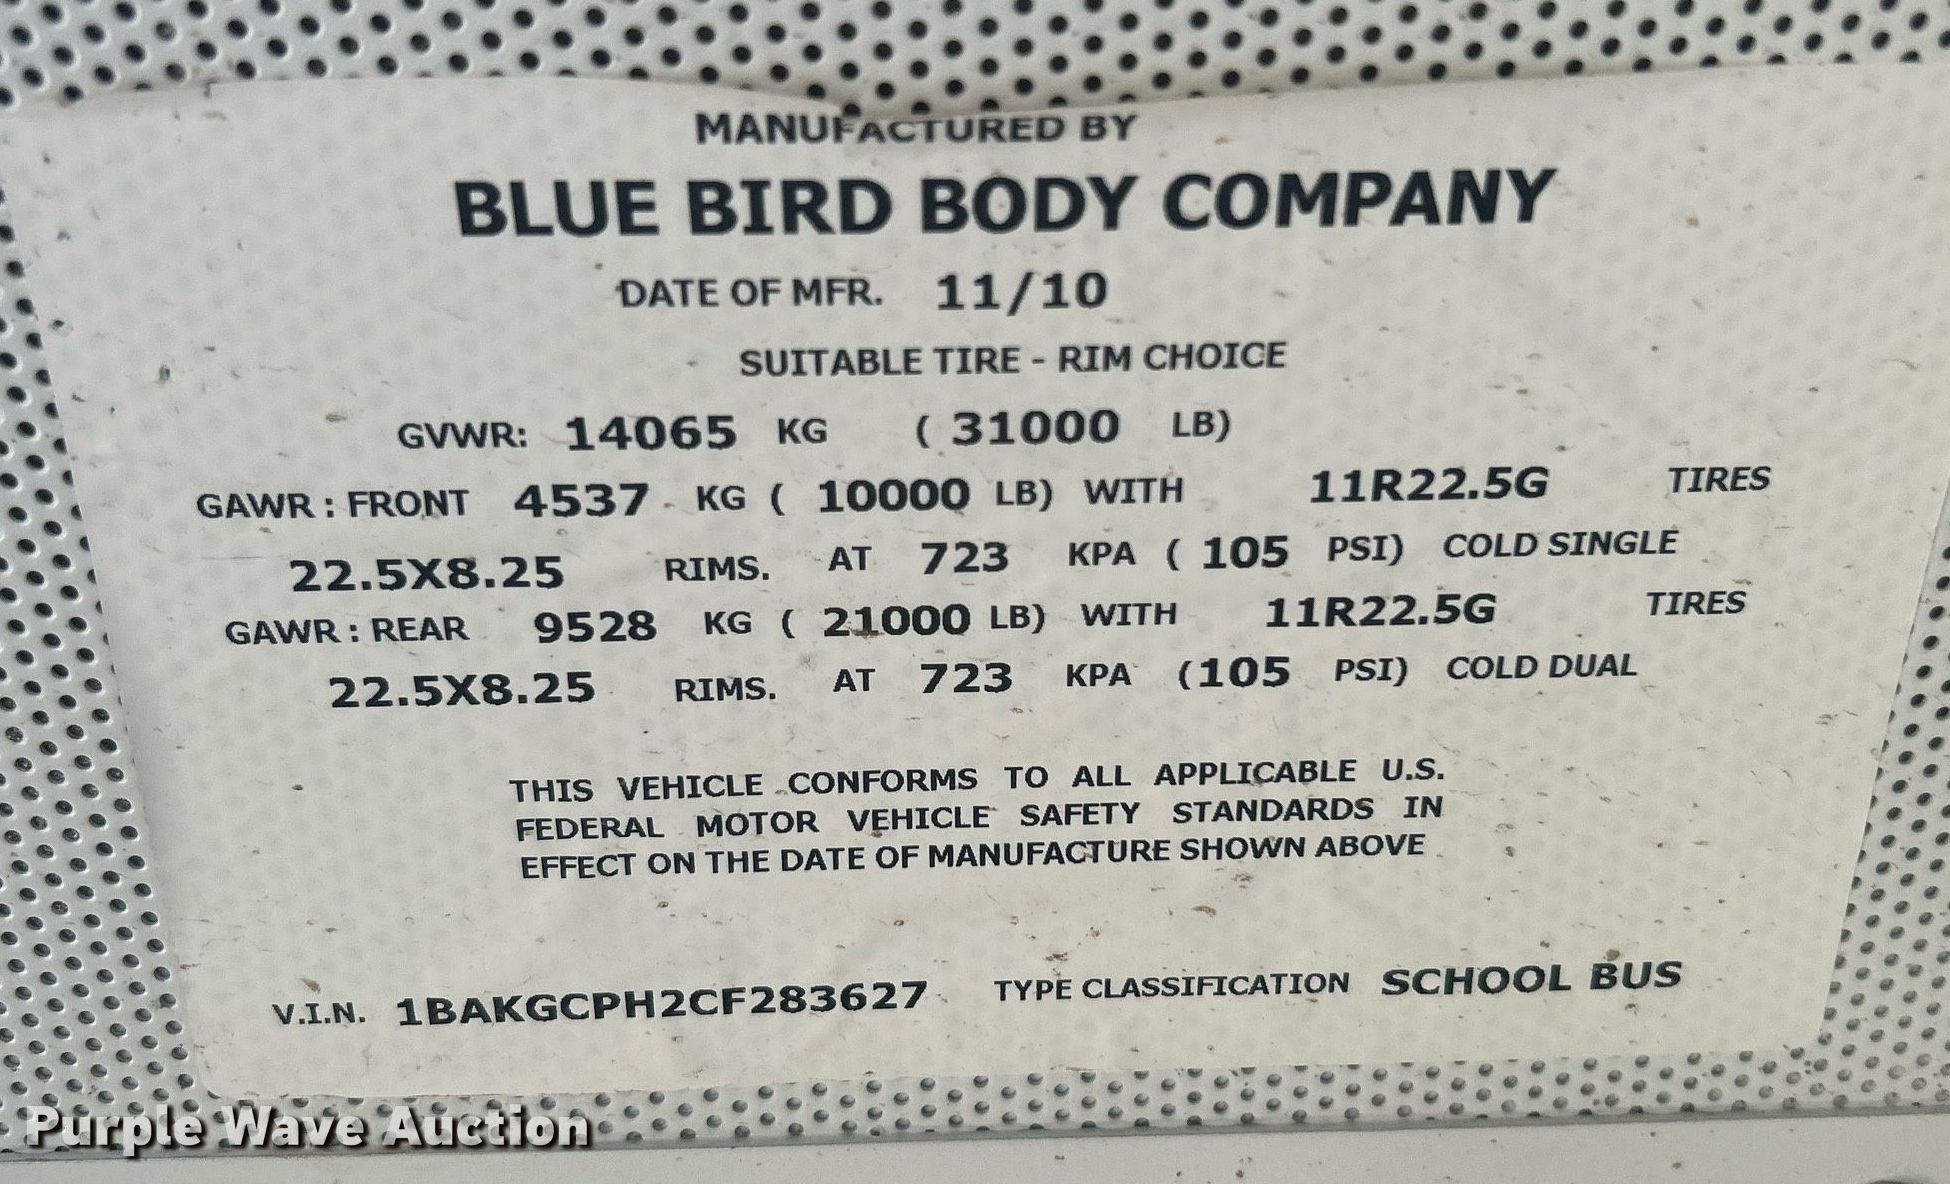 MANUFACTURED BY
BLUE BIRD BODY COMPANY
DATE OF MFR. 11/10
SUITABLE TIRE - RIM CHOICE
GVWR: 14065 KG ( 31000 LB)
GAWR : FRONT 4537 KG ( 10000 LB) WITH 11R22.5G TIRES
22.5X8.25 RIMS. AT 723 KPA ( 105 PSI) COLD SINGLE
GAWR : REAR 9528 KG ( 21000 LB) WITH 11R22.5G TIRES
22.5X8.25 RIMS. AT 723 KPA (105 PSI) COLD DUAL
THIS VEHICLE CONFORMS TO ALL APPLICABLE U.S.
FEDERAL MOTOR VEHICLE SAFETY STANDARDS IN
EFFECT ON THE DATE OF MANUFACTURE SHOWN ABOVE
V.I.N. 1BAKGCPH2CF283627 TYPE CLASSIFICATION SCHOOL BUS
Purple Wave Auction